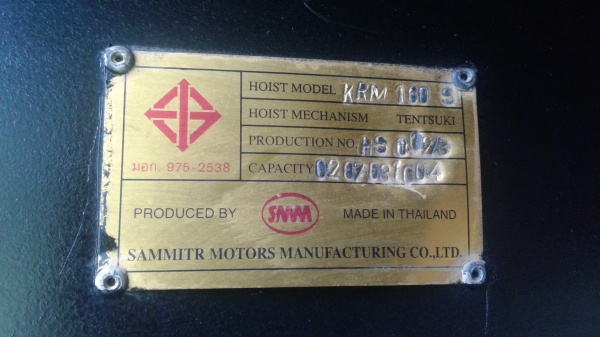 HOIST MODEL KRM 160 S
HOIST MECHANISM TENTSUKI
PRODUCTION NO.
CAPACITY
มอก. 975-2538
PRODUCED BY SMM MADE IN THAILAND
SAMMITR MOTORS MANUFACTURING CO.,LTD.